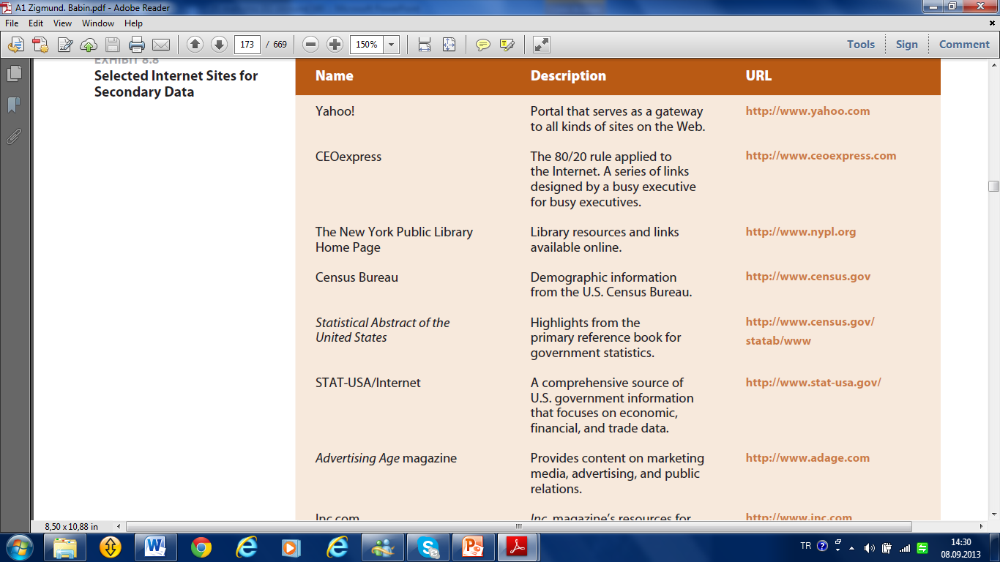 A1 Zigmund. Babin.pdf - Adobe Reader
File Edit View Window Help
173 / 669 150% Tools Sign Comment
EXHIBIT 8.8
Selected Internet Sites for
Secondary Data
Name Description URL
Yahoo! Portal that serves as a gateway http://www.yahoo.com
to all kinds of sites on the Web.
CEOexpress The 80/20 rule applied to http://www.ceoexpress.com
the Internet. A series of links
designed by a busy executive
for busy executives.
The New York Public Library Library resources and links http://www.nypl.org
Home Page available online.
Census Bureau Demographic information http://www.census.gov
from the U.S. Census Bureau.
Statistical Abstract of the Highlights from the http://www.census.gov/
United States primary reference book for statab/www
government statistics.
STAT-USA/Internet A comprehensive source of http://www.stat-usa.gov/
U.S. government information
that focuses on economic,
financial, and trade data.
Advertising Age magazine Provides content on marketing http://www.adage.com
media, advertising, and public
relations.
Inc.com Inc. magazine's resources for http://www.inc.com
8,50 x 10,88 in
TR 14:30
08.09.2013